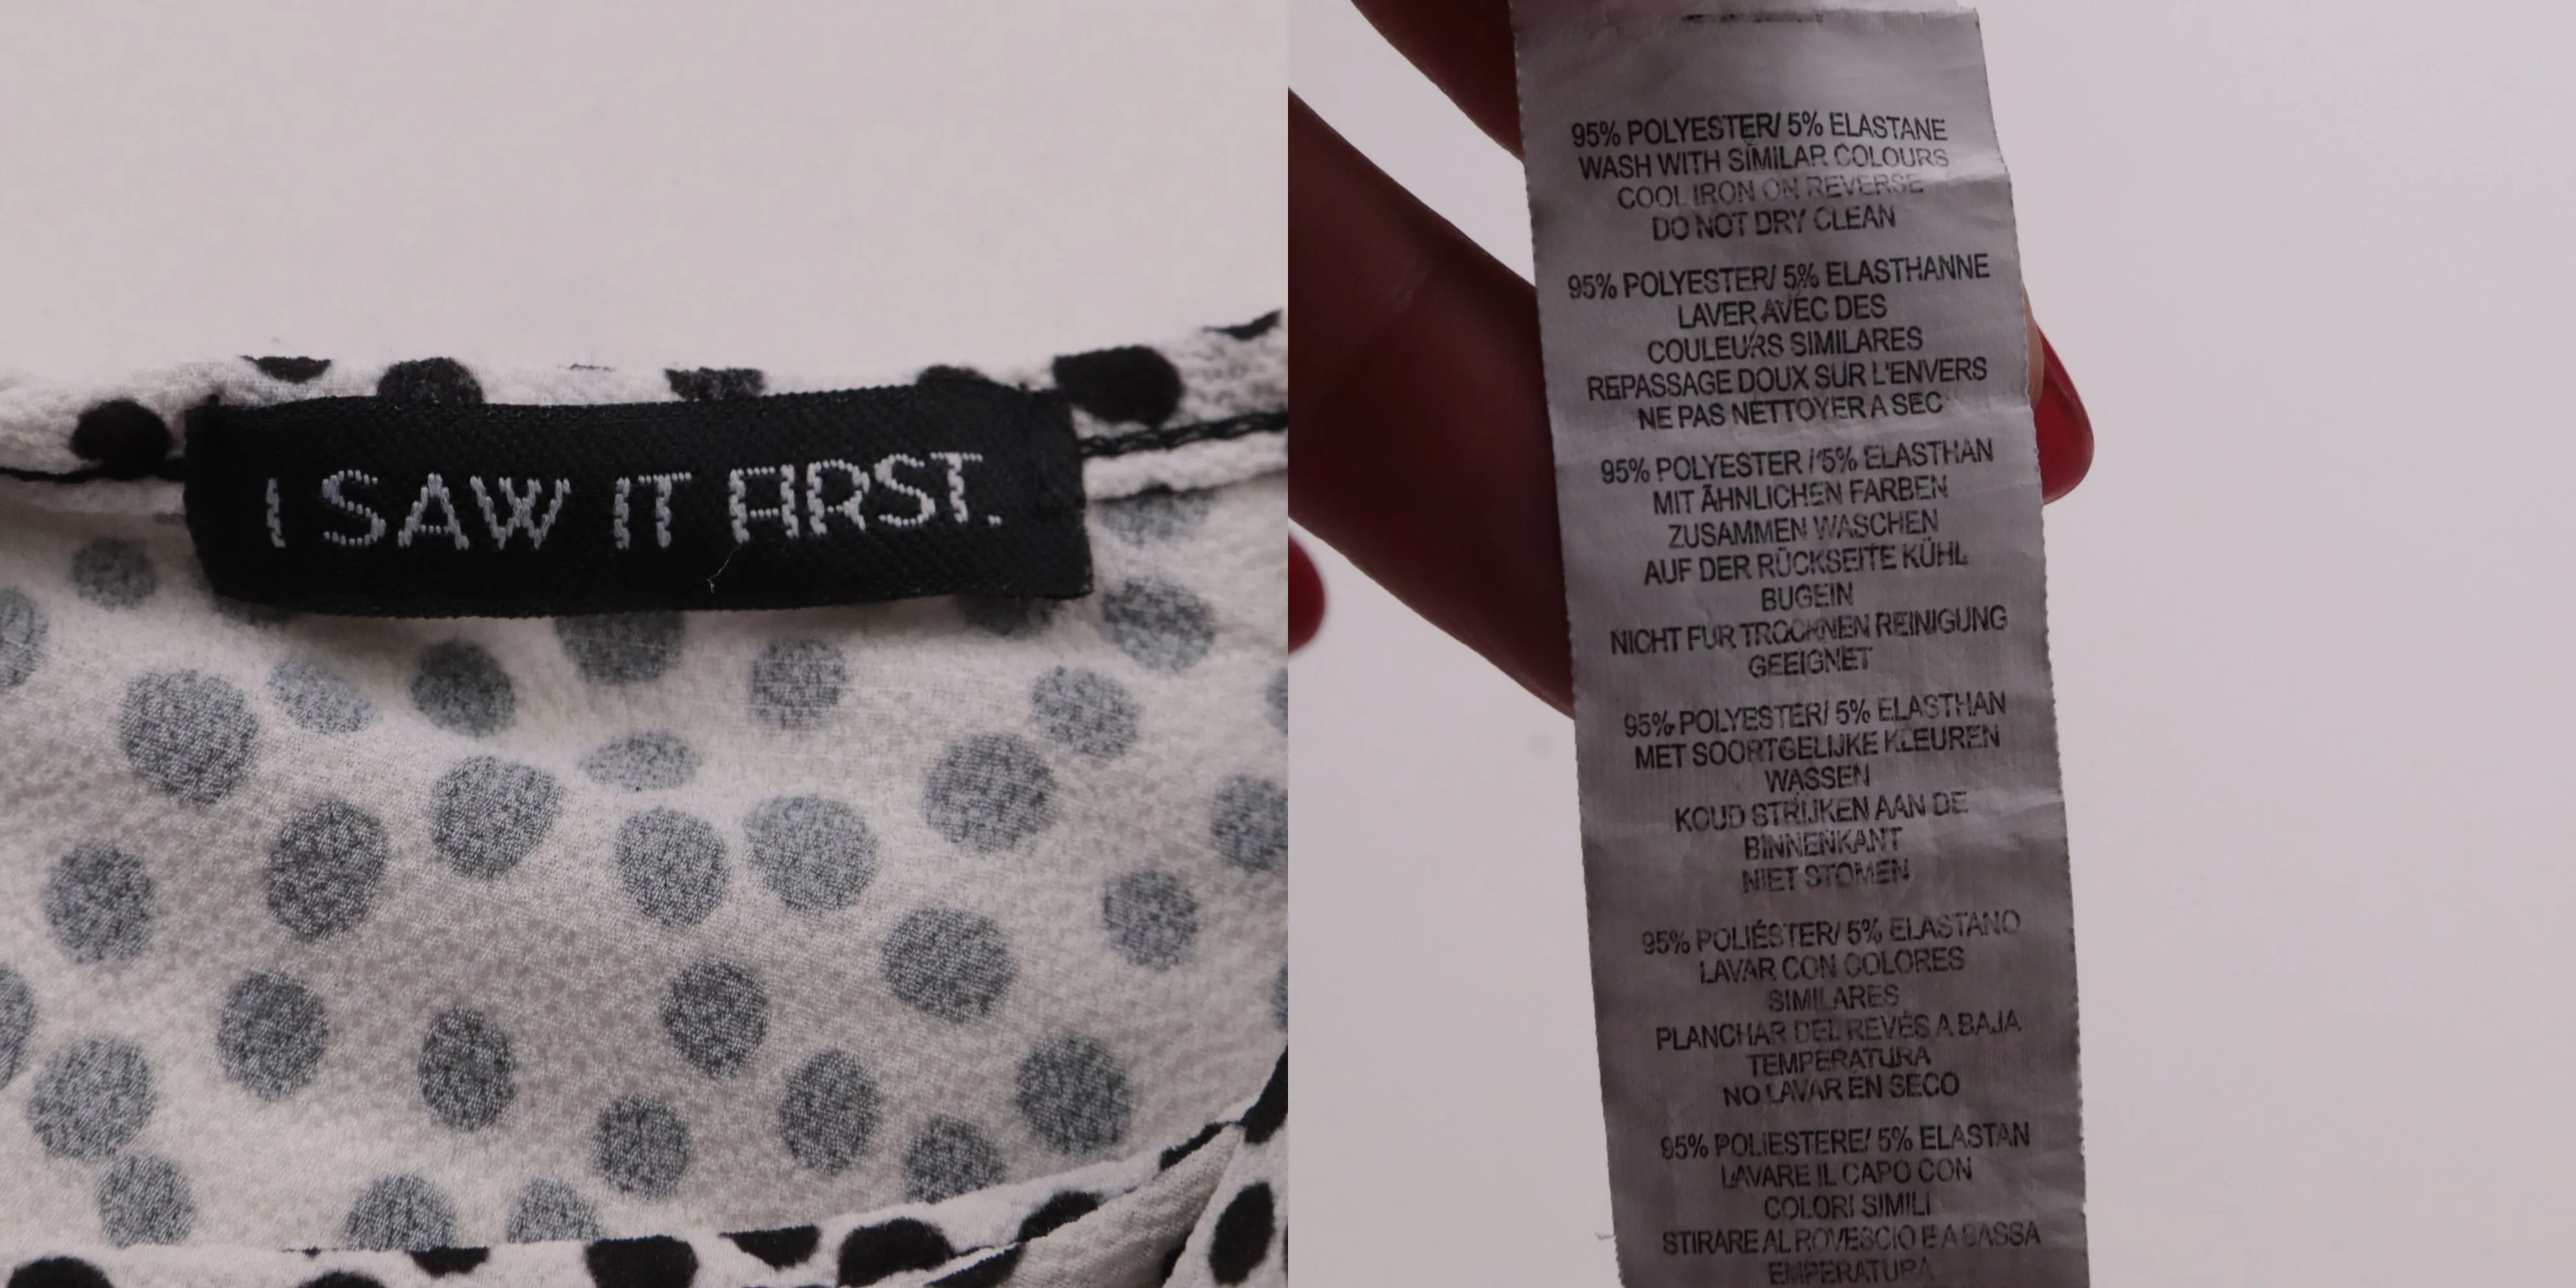 I SAW IT FIRST.
95% POLYESTER/ 5% ELASTANE
WASH WITH SIMILAR COLOURS
COOL IRON ON REVERSE
DO NOT DRY CLEAN
95% POLYESTER/ 5% ELASTHANNE
LAVER AVEC DES
COULEURS SIMILARES
REPASSAGE DOUX SUR L'ENVERS
NE PAS NETTOYER A SEC
95% POLYESTER / 5% ELASTHAN
MIT ÄHNLICHEN FARBEN
ZUSAMMEN WASCHEN
AUF DER RÜCKSEITE KÜHL
BUGEIN
NICHT FUR TROCHNEN REINIGUNG
GEEIGNET
95% POLYESTER/ 5% ELASTHAN
MET SOORTGELIJKE KLEUREN
WASSEN
KOUD STRIJKEN AAN DE
BINNENKANT
NIET STOMEN
95% POLIÉSTER/ 5% ELASTANO
LAVAR CON COLORES
SIMILARES
PLANCHAR DEL REVÉS A BAJA
TEMPERATURA
NO LAVAR EN SECO
95% POLIESTERE/ 5% ELASTAN
LAVARE IL CAPO CON
COLORI SIMILI
STIRARE AL ROVESCIO E A BASSA
EMPERATURA